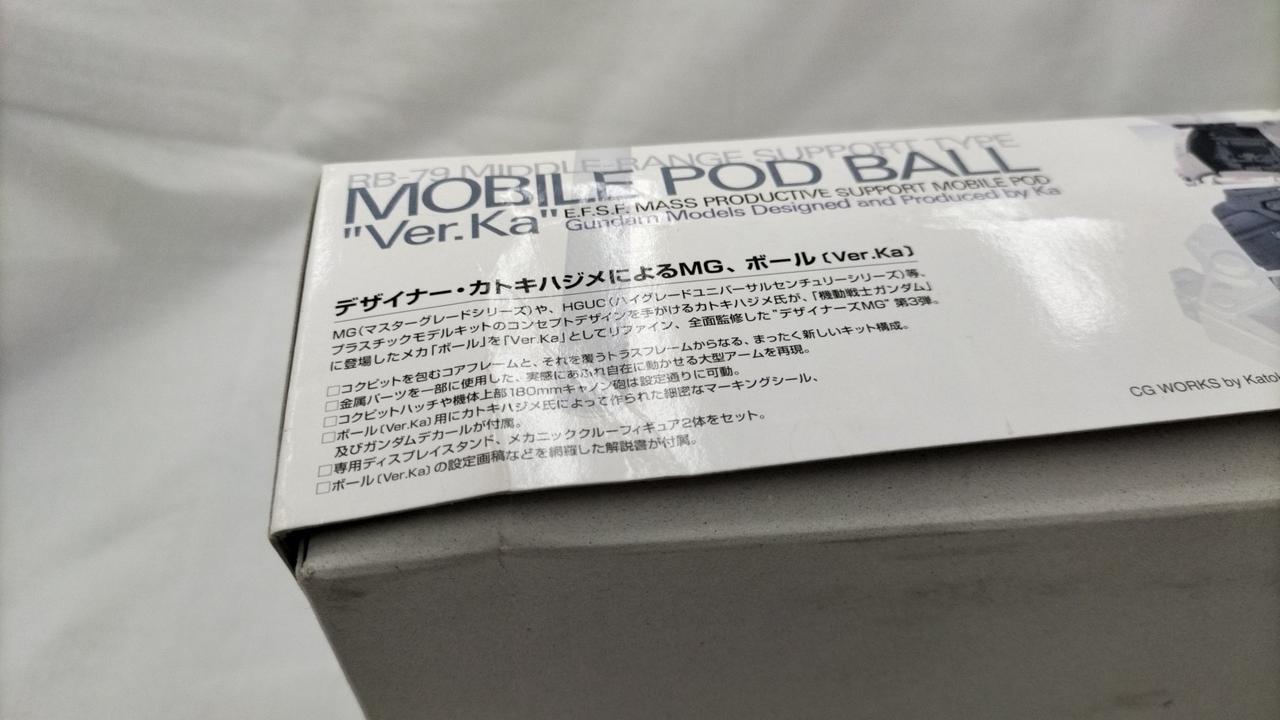 RB-79 MIDDLE-RANGE SUPPORT TYPE
MOBILE POD BALL
"Ver.Ka" E.F.S.F. MASS PRODUCTIVE SUPPORT MOBILE POD
Gundam Models Designed and Produced by Ka
デザイナー・カトキハジメによるMG、ボール〔Ver.Ka〕
MG(マスターグレードシリーズ)や、HGUC(ハイグレードユニバーサルセンチュリーシリーズ)等、
プラスチックモデルキットのコンセプトデザインを手がけるカトキハジメ氏が、「機動戦士ガンダム」
に登場したメカ「ボール」を「Ver.Ka」としてリファイン、全面監修した"デザイナーズMG" 第3弾。
□コクピットを包むコアフレームと、それを覆うトラスフレームからなる、まったく新しいキット構成。
□金属パーツを一部に使用した、実感にあふれ自在に動かせる大型アームを再現。
□コクピットハッチや機体上部180mmキャノン砲は設定通りに可動。
□ボール〔Ver.Ka〕用にカトキハジメ氏によって作られた細密なマーキングシール、
及びガンダムデカールが付属。
□専用ディスプレイスタンド、メカニッククルーフィギュア2体をセット。
□ボール〔Ver.Ka〕の設定画稿などを網羅した解説書が付属。
CG WORKS by Katok